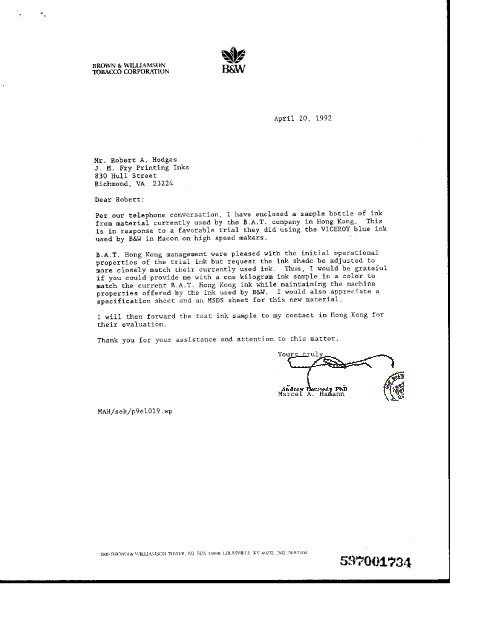 BROWN & WILLIAMSON
TOBACCO CORPORATION
B&W
April 20, 1992
Mr. Robert A. Hodges
J. M. Fry Printing Inks
830 Hull Street
Richmond, VA 23224
Dear Robert:
Per our telephone conversation, I have enclosed a sample bottle of ink
from material currently used by the B.A.T. company in Hong Kong. This
is in response to a favorable trial they did using the VICEROY blue ink
used by B&W in Macon on high speed makers.
B.A.T. Hong Kong management were pleased with the initial operational
properties of the trial ink but request the ink shade be adjusted to
more closely match their currently used ink. Thus, I would be grateful
if you could provide me with a one kilogram ink sample in a color to
match the current B.A.T. Hong Kong ink while maintaining the machine
properties offered by the ink used by B&W. I would also appreciate a
specification sheet and an MSDS sheet for this new material.
I will then forward the test ink sample to my contact in Hong Kong for
their evaluation.
Thank you for your assistance and attention to this matter.
Yours truly
PhD
Marcel A. Hamann
MAH/sek/p9e1019.wp
BROWN & WILLIAMSON TOWER, P.O. BOX LOUISVILLE, KY
597001734